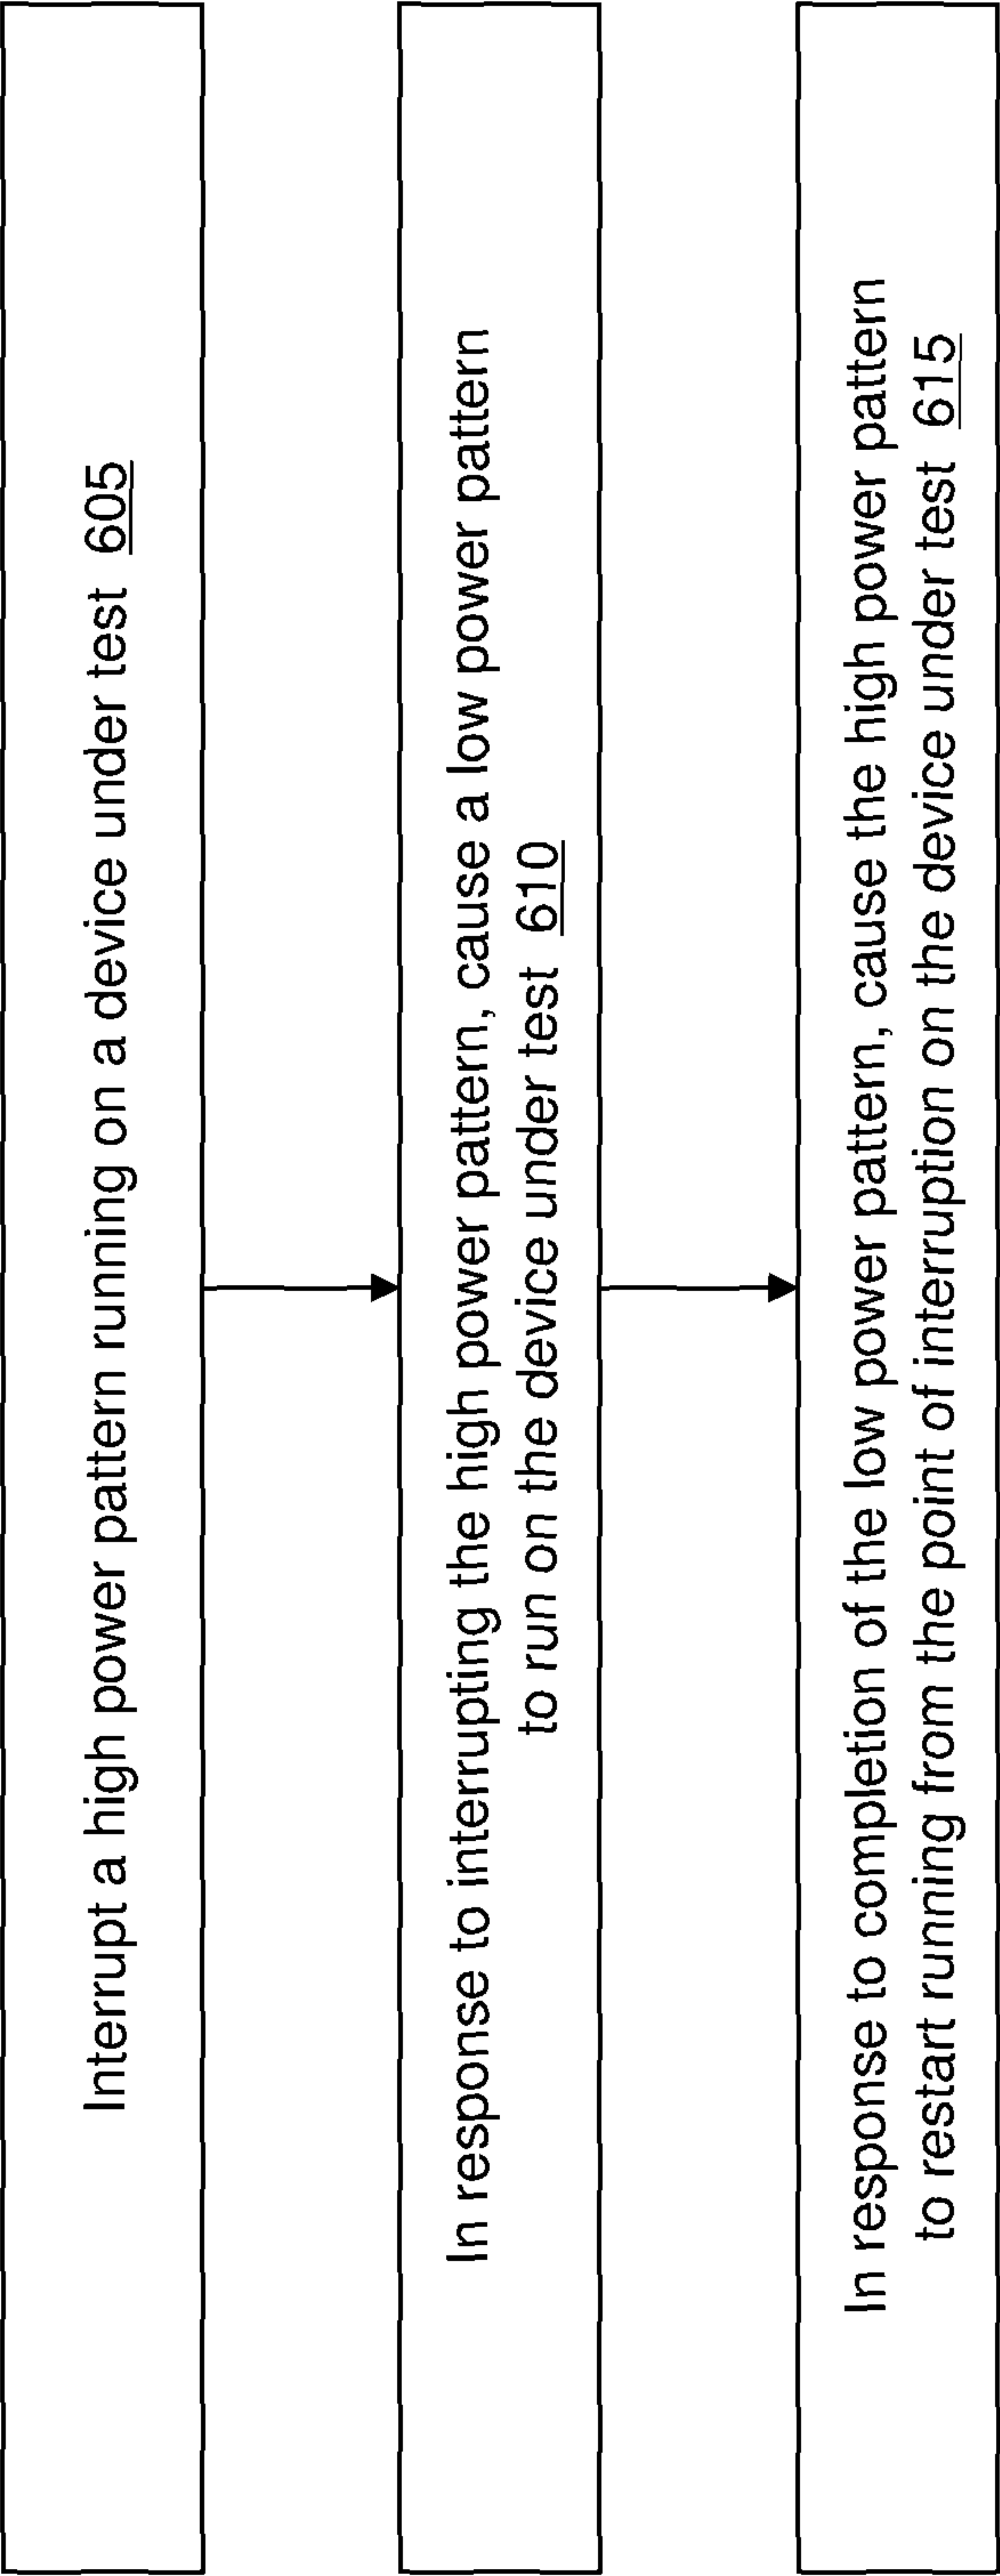 Interrupt a high power pattern running on a device under test 605
In response to interrupting the high power pattern, cause a low power pattern
to run on the device under test 610
In response to completion of the low power pattern, cause the high power pattern
to restart running from the point of interruption on the device under test 615